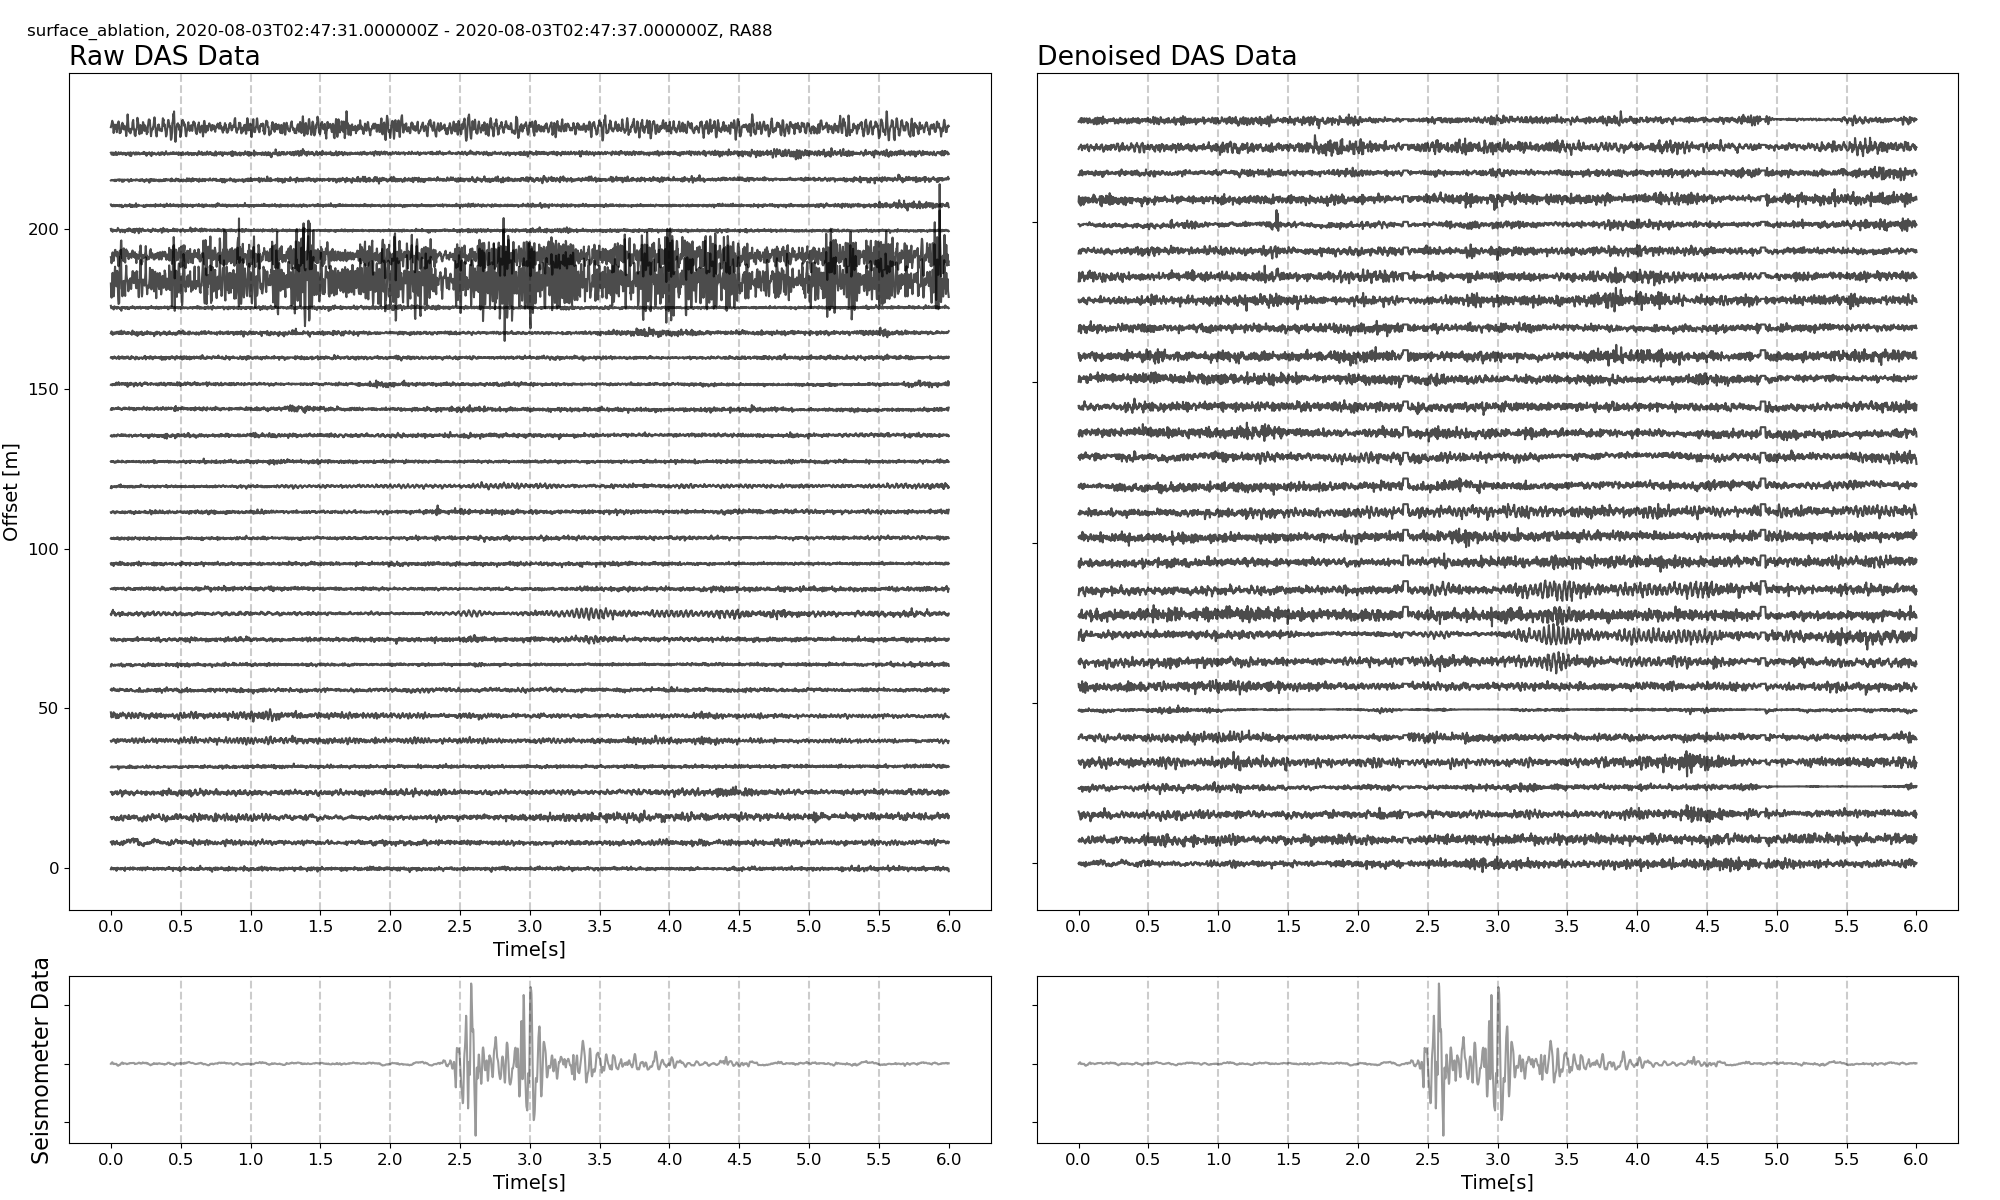 surface_ablation, 2020-08-03T02:47:31.000000Z - 2020-08-03T02:47:37.000000Z, RA88
Raw DAS Data
Denoised DAS Data
Offset [m]
200
150
100
50
0
0.0 0.5 1.0 1.5 2.0 2.5 3.0 3.5 4.0 4.5 5.0 5.5 6.0
Time[s]
0.0 0.5 1.0 1.5 2.0 2.5 3.0 3.5 4.0 4.5 5.0 5.5 6.0
Seismometer Data
0.0 0.5 1.0 1.5 2.0 2.5 3.0 3.5 4.0 4.5 5.0 5.5 6.0
Time[s]
0.0 0.5 1.0 1.5 2.0 2.5 3.0 3.5 4.0 4.5 5.0 5.5 6.0
Time[s]